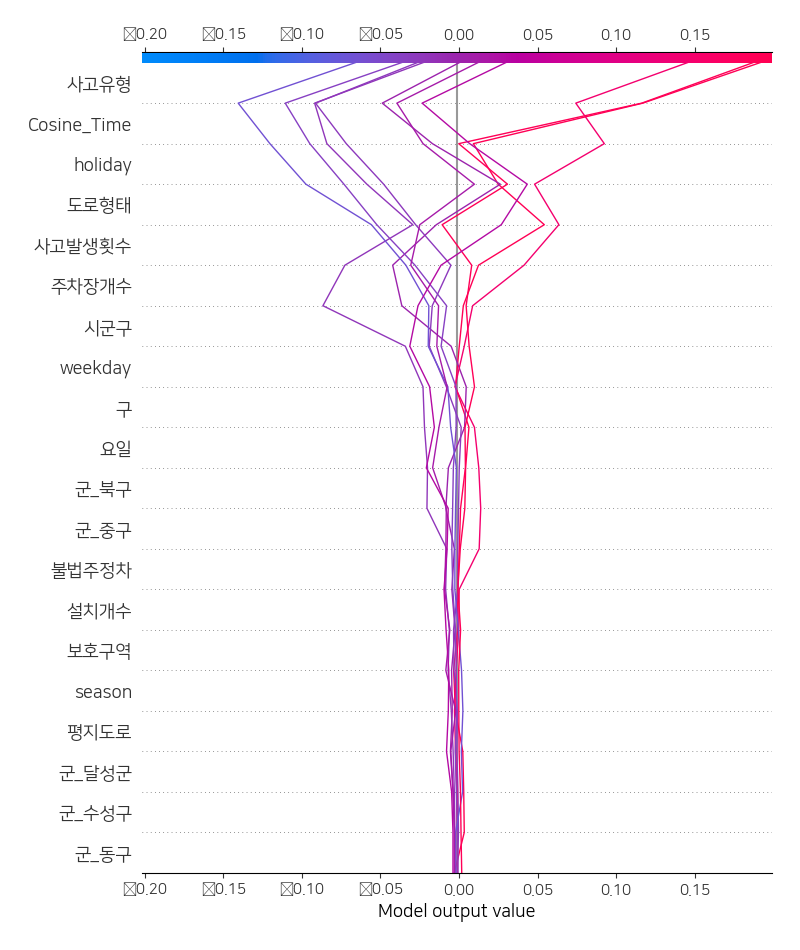 ▯0.20 ▯0.15 ▯0.10 ▯0.05 0.00 0.05 0.10 0.15
사고유형
Cosine_Time
holiday
도로형태
사고발생횟수
주차장개수
시군구
weekday
구
요일
군_북구
군_중구
불법주정차
설치개수
보호구역
season
평지도로
군_달성군
군_수성구
군_동구
▯0.20 ▯0.15 ▯0.10 ▯0.05 0.00 0.05 0.10 0.15
Model output value